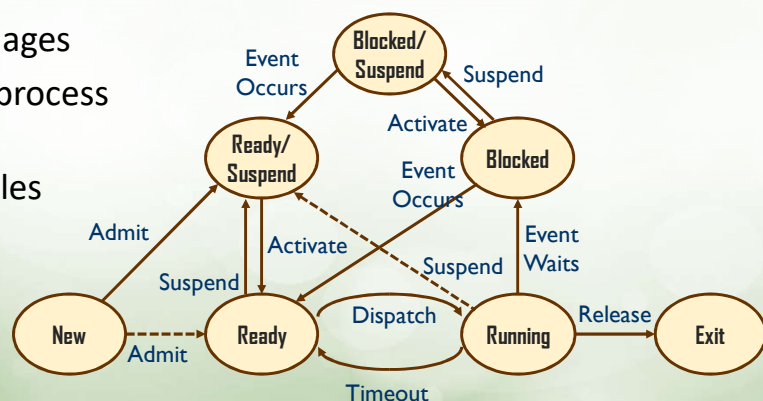 ages
process
les
Blocked/
Suspend
Event
Occurs
Suspend
Activate
Ready/
Suspend
Blocked
Event
Occurs
Admit
Activate
Suspend
Suspend
Event
Waits
New
Admit
Ready
Dispatch
Running
Release
Exit
Timeout